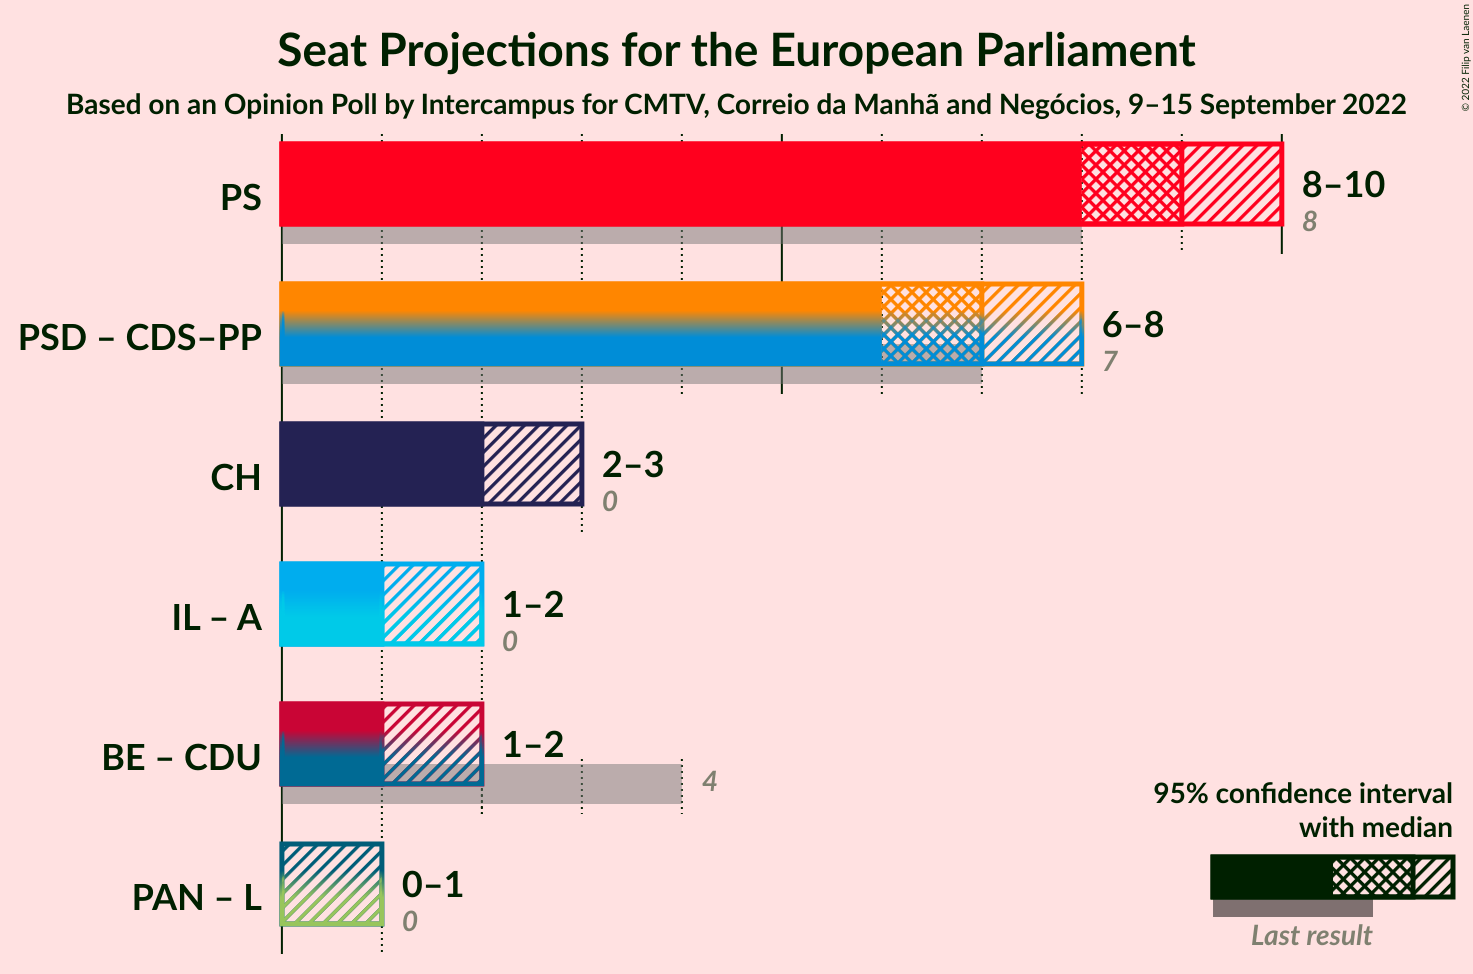 Seat Projections for the European Parliament
Based on an Opinion Poll by Intercampus for CMTV, Correio da Manhã and Negócios, 9–15 September 2022
© 2022 Filip van Laenen
PS
8–10
8
PSD – CDS–PP
6–8
7
CH
2–3
0
IL – A
1–2
0
BE – CDU
1–2
4
PAN – L
0–1
0
95% confidence interval
with median
Last result